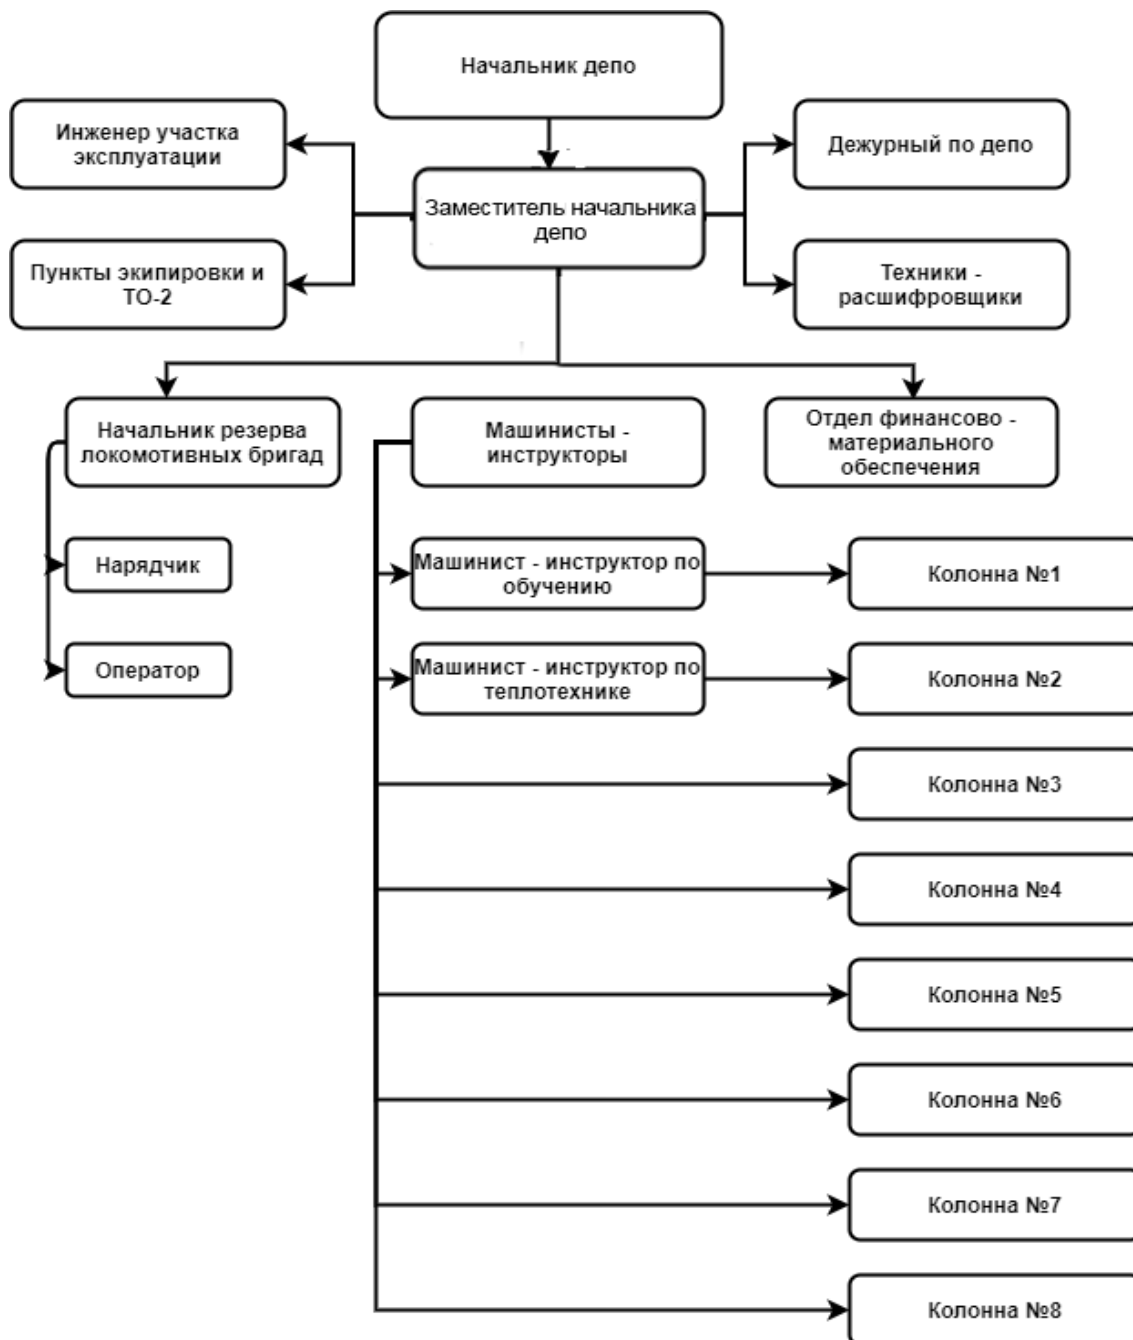 Начальник депо
Инженер участка
эксплуатации
Дежурный по депо
Заместитель начальника
депо
Пункты экипировки и
ТО-2
Техники -
расшифровщики
Начальник резерва
локомотивных бригад
Машинисты -
инструкторы
Отдел финансово -
материального
обеспечения
Нарядчик
Машинист - инструктор по
обучению
Колонна №1
Оператор
Машинист - инструктор по
теплотехнике
Колонна №2
Колонна №3
Колонна №4
Колонна №5
Колонна №6
Колонна №7
Колонна №8